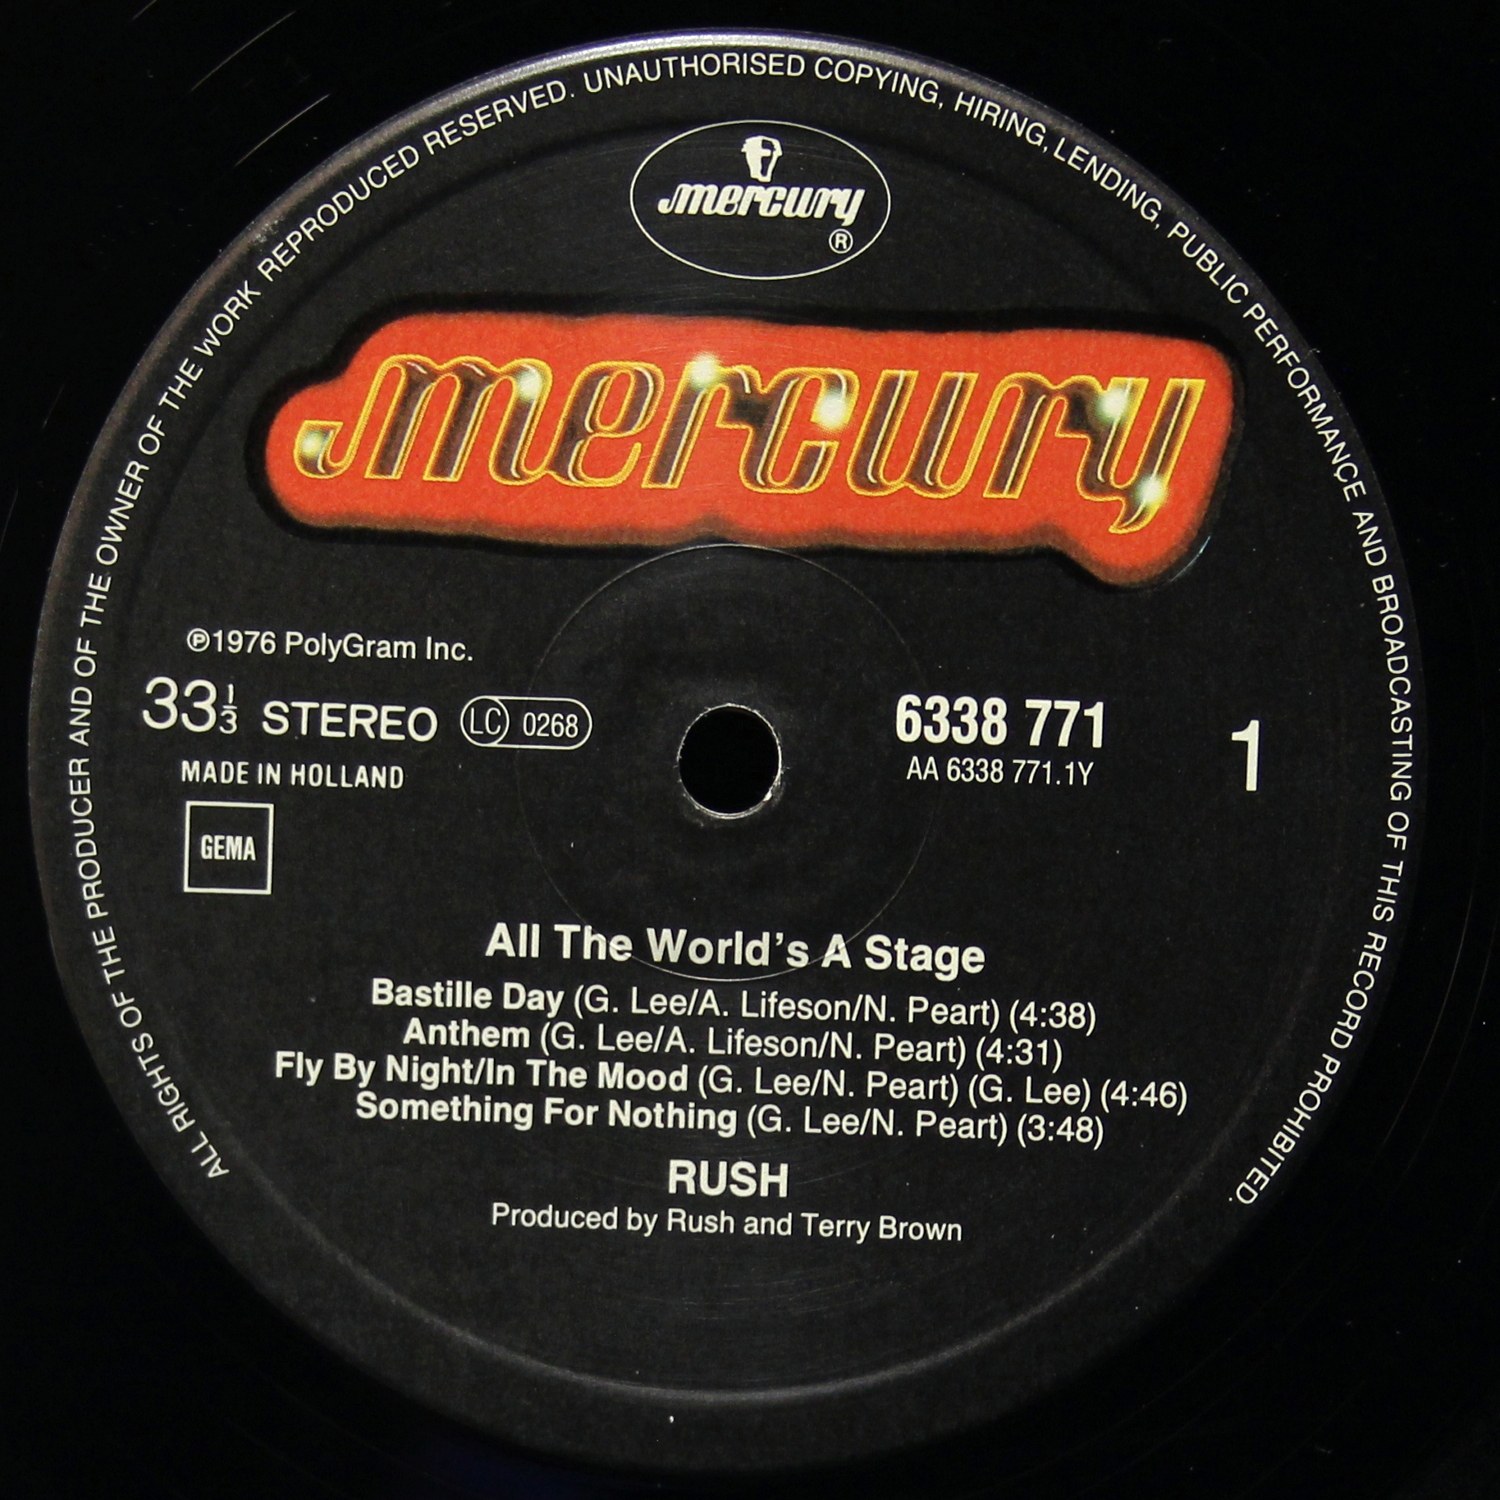 ALL RIGHTS OF THE PRODUCER AND OF THE OWNER OF THE WORK REPRODUCED RESERVED. UNAUTHORISED COPYING, HIRING, LENDING, PUBLIC PERFORMANCE AND BROADCASTING OF THIS RECORD PROHIBITED.
mercury
®
mercury
℗1976 PolyGram Inc.
33⅓ STEREO LC 0268
MADE IN HOLLAND
GEMA
6338 771
AA 6338 771.1Y
1
All The World's A Stage
Bastille Day (G. Lee/A. Lifeson/N. Peart) (4:38)
Anthem (G. Lee/A. Lifeson/N. Peart) (4:31)
Fly By Night/In The Mood (G. Lee/N. Peart) (G. Lee) (4:46)
Something For Nothing (G. Lee/N. Peart) (3:48)
RUSH
Produced by Rush and Terry Brown